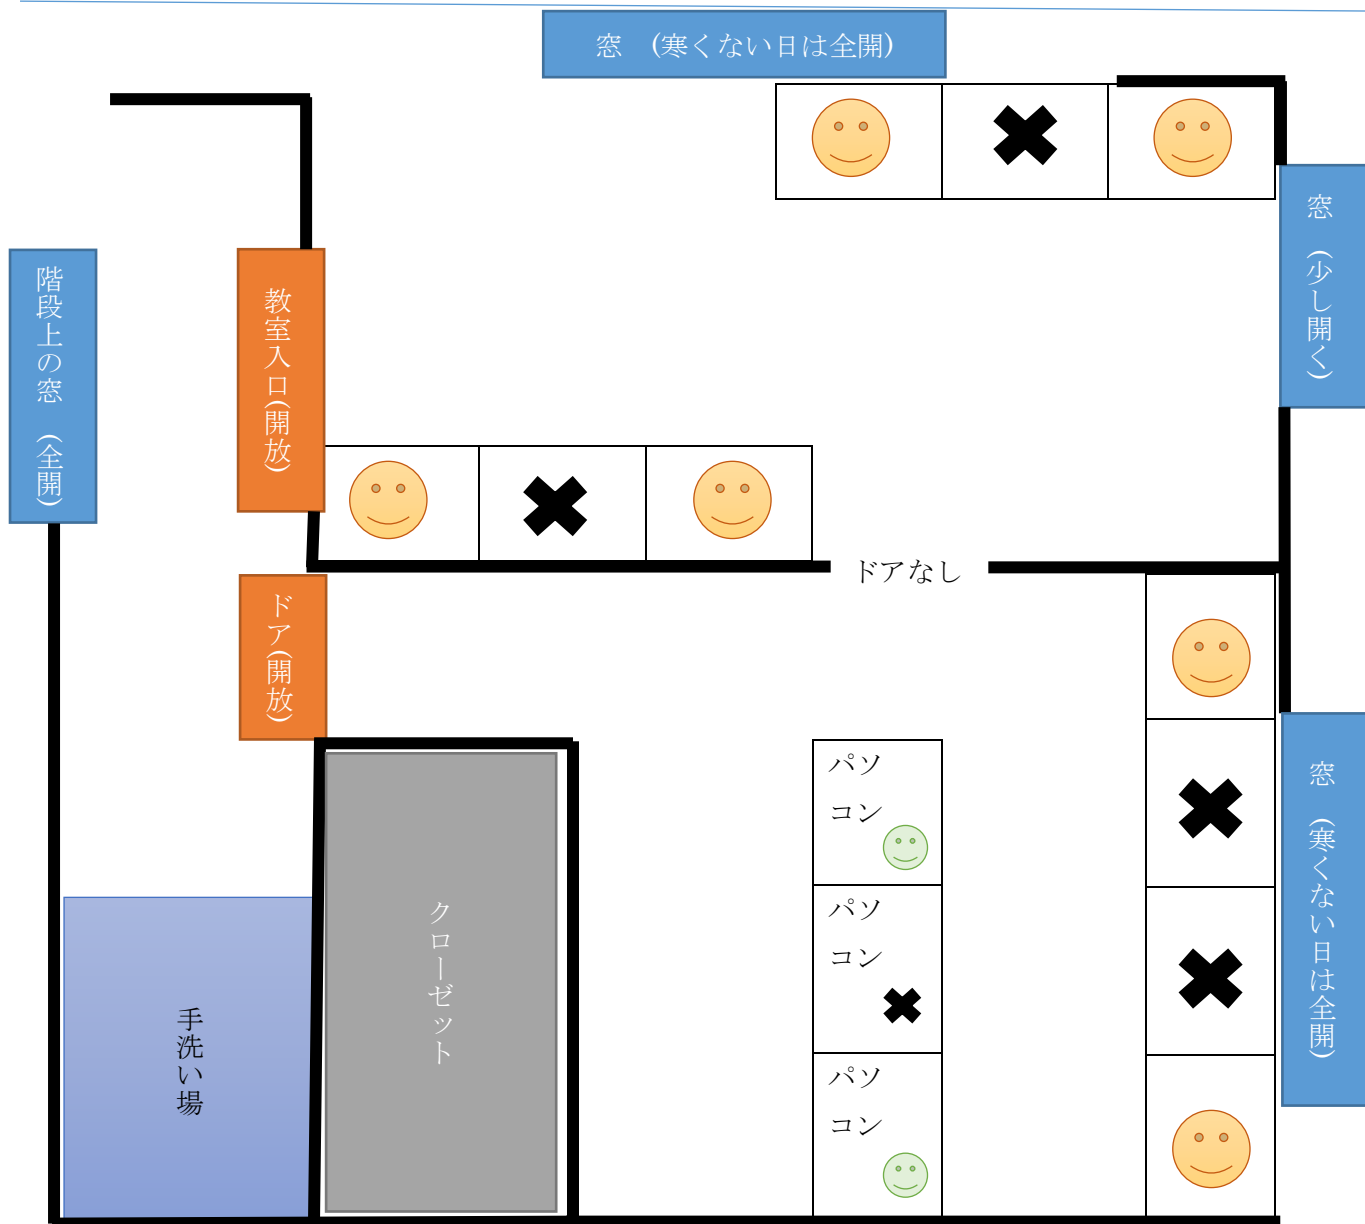 窓　(寒くない日は全開)
窓　(少し開く)
階段上の窓　(全開)
教室入口(開放)
ドアなし
ドア(開放)
パソ
コン
パソ
コン
パソ
コン
窓　(寒くない日は全開)
クローゼット
手洗い場